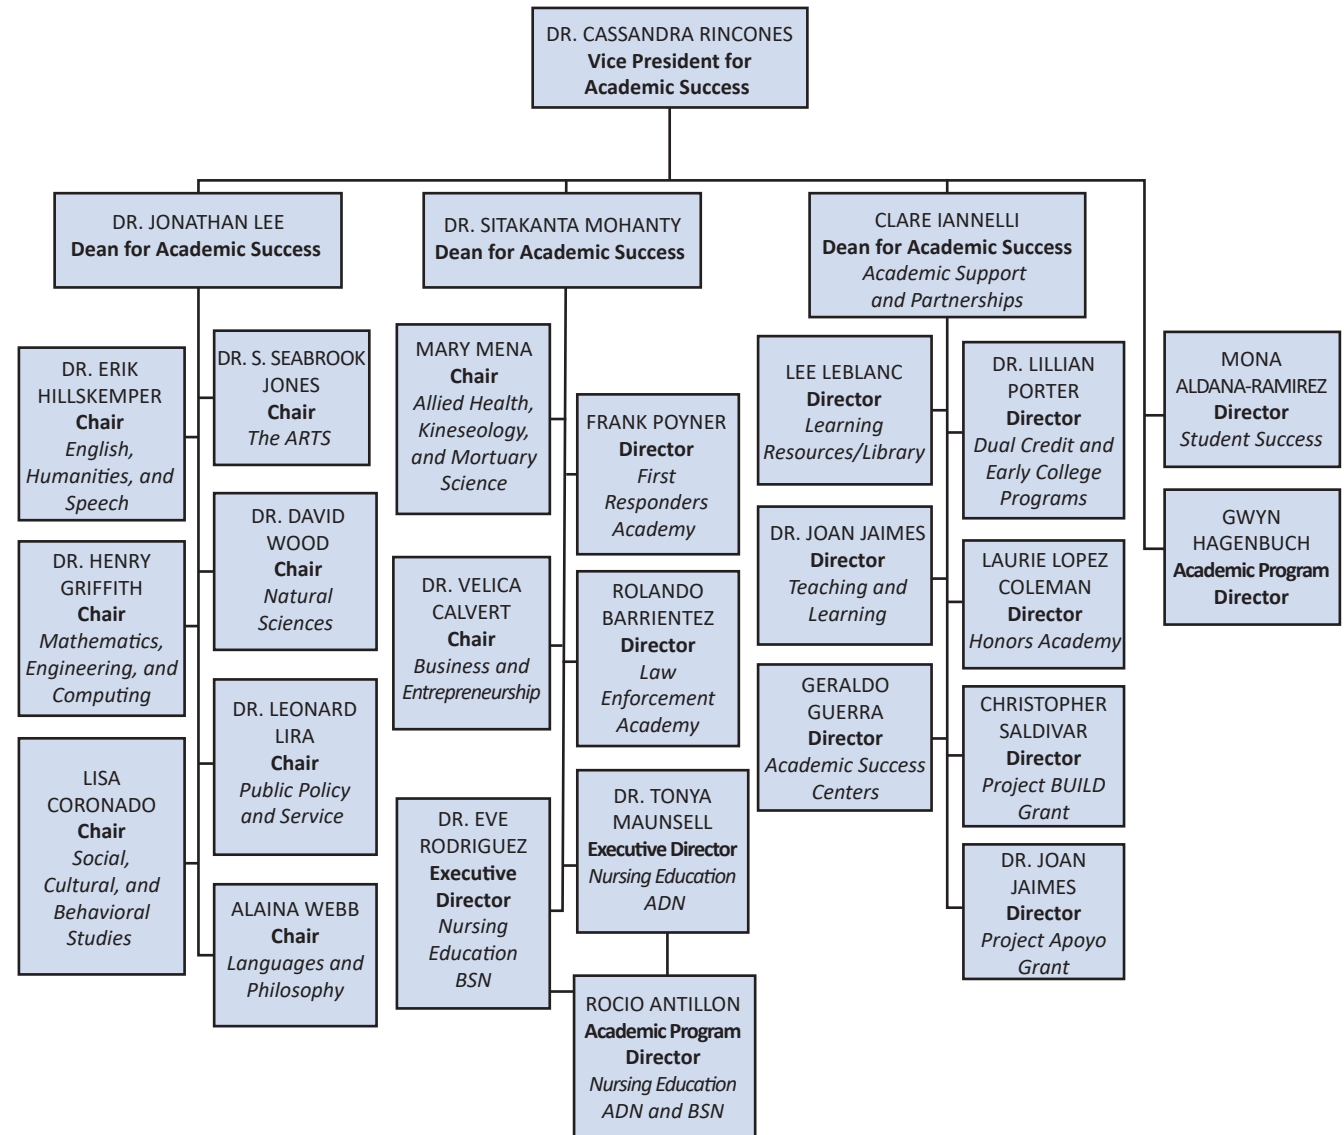 DR. CASSANDRA RINCONES
Vice President for
Academic Success
DR. JONATHAN LEE
Dean for Academic Success
DR. ERIK
HILLSKEMPER
Chair
English,
Humanities, and
Speech
DR. S. SEABROOK
JONES
Chair
The ARTS
DR. HENRY
GRIFFITH
Chair
Mathematics,
Engineering, and
Computing
DR. DAVID
WOOD
Chair
Natural
Sciences
LISA
CORONADO
Chair
Social,
Cultural, and
Behavioral
Studies
DR. LEONARD
LIRA
Chair
Public Policy
and Service
ALAINA WEBB
Chair
Languages and
Philosophy
DR. SITAKANTA MOHANTY
Dean for Academic Success
MARY MENA
Chair
Allied Health,
Kineseology,
and Mortuary
Science
FRANK POYNER
Director
First
Responders
Academy
DR. VELICA
CALVERT
Chair
Business and
Entrepreneurship
ROLANDO
BARRIENTEZ
Director
Law
Enforcement
Academy
DR. EVE
RODRIGUEZ
Executive
Director
Nursing
Education
BSN
DR. TONYA
MAUNSELL
Executive Director
Nursing Education
ADN
ROCIO ANTILLON
Academic Program
Director
Nursing Education
ADN and BSN
CLARE IANNELLI
Dean for Academic Success
Academic Support
and Partnerships
LEE LEBLANC
Director
Learning
Resources/Library
DR. LILLIAN
PORTER
Director
Dual Credit and
Early College
Programs
DR. JOAN JAIMES
Director
Teaching and
Learning
LAURIE LOPEZ
COLEMAN
Director
Honors Academy
GERALDO
GUERRA
Director
Academic Success
Centers
CHRISTOPHER
SALDIVAR
Director
Project BUILD
Grant
DR. JOAN
JAIMES
Director
Project Apoyo
Grant
MONA
ALDANA-RAMIREZ
Director
Student Success
GWYN
HAGENBUCH
Academic Program
Director